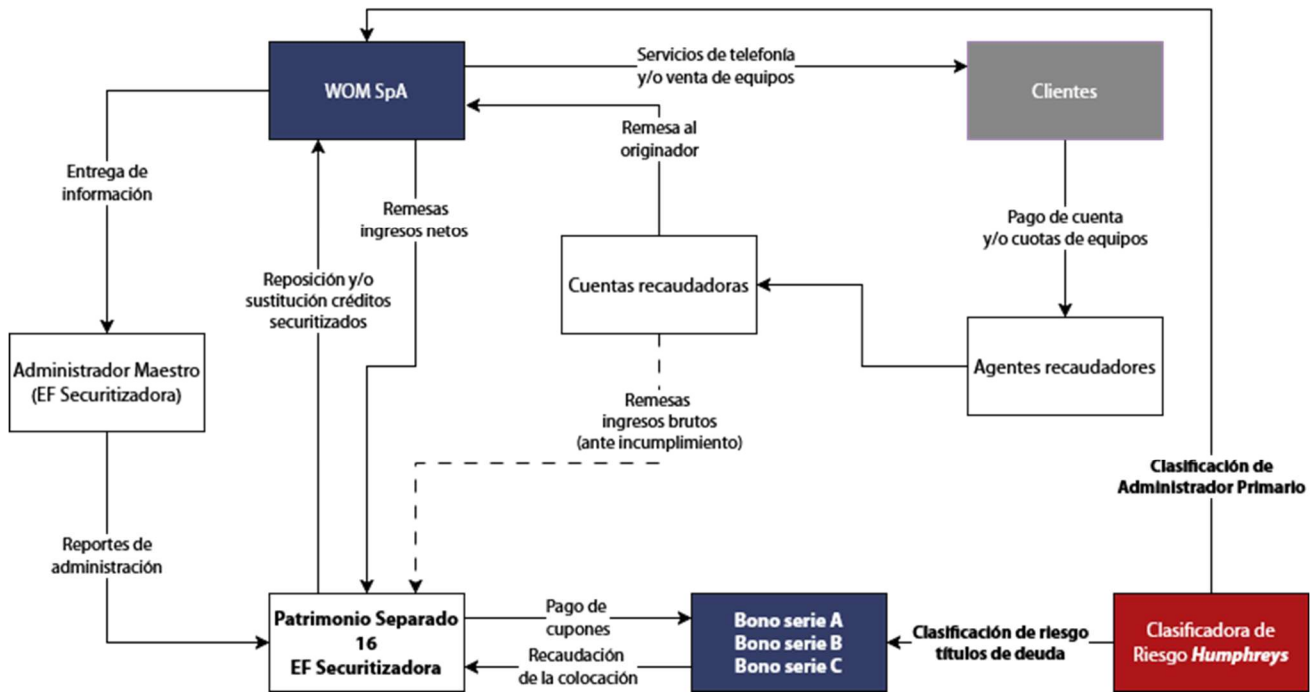 WOM SpA
Servicios de telefonía
y/o venta de equipos
Clientes
Remesa al
originador
Entrega de
información
Remesas
ingresos netos
Pago de cuenta
y/o cuotas de equipos
Reposición y/o
sustitución créditos
securitizados
Cuentas recaudadoras
Administrador Maestro
(EF Securitizadora)
Agentes recaudadores
Remesas
ingresos brutos
(ante incumplimiento)
Clasificación de
Administrador Primario
Reportes de
administración
Patrimonio Separado
16
EF Securitizadora
Pago de
cupones
Recaudación
de la colocación
Bono serie A
Bono serie B
Bono serie C
Clasificación de riesgo
títulos de deuda
Clasificadora de
Riesgo Humphreys